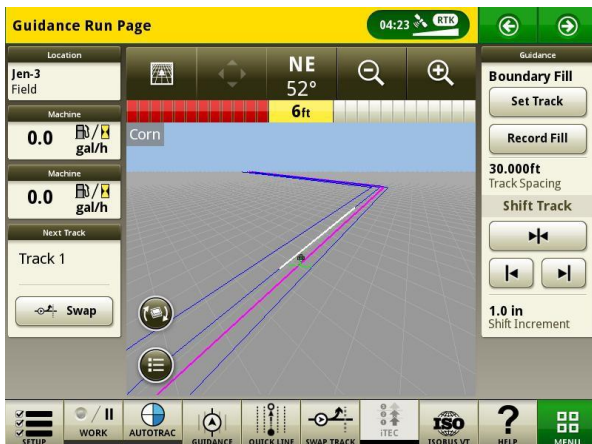 Guidance Run Page
04:23 RTK
Location
Jen-3
Field
Machine
0.0 gal/h
Machine
0.0 gal/h
Next Track
Track 1
Swap
NE
52°
6ft
Corn
Guidance
Boundary Fill
Set Track
Record Fill
30.000ft
Track Spacing
Shift Track
1.0 in
Shift Increment
SETUP
WORK
AUTOTRAC
GUIDANCE
QUICK LINE
SWAP TRACK
iTEC
ISO
ISOBUS VT
?
HELP
MENU